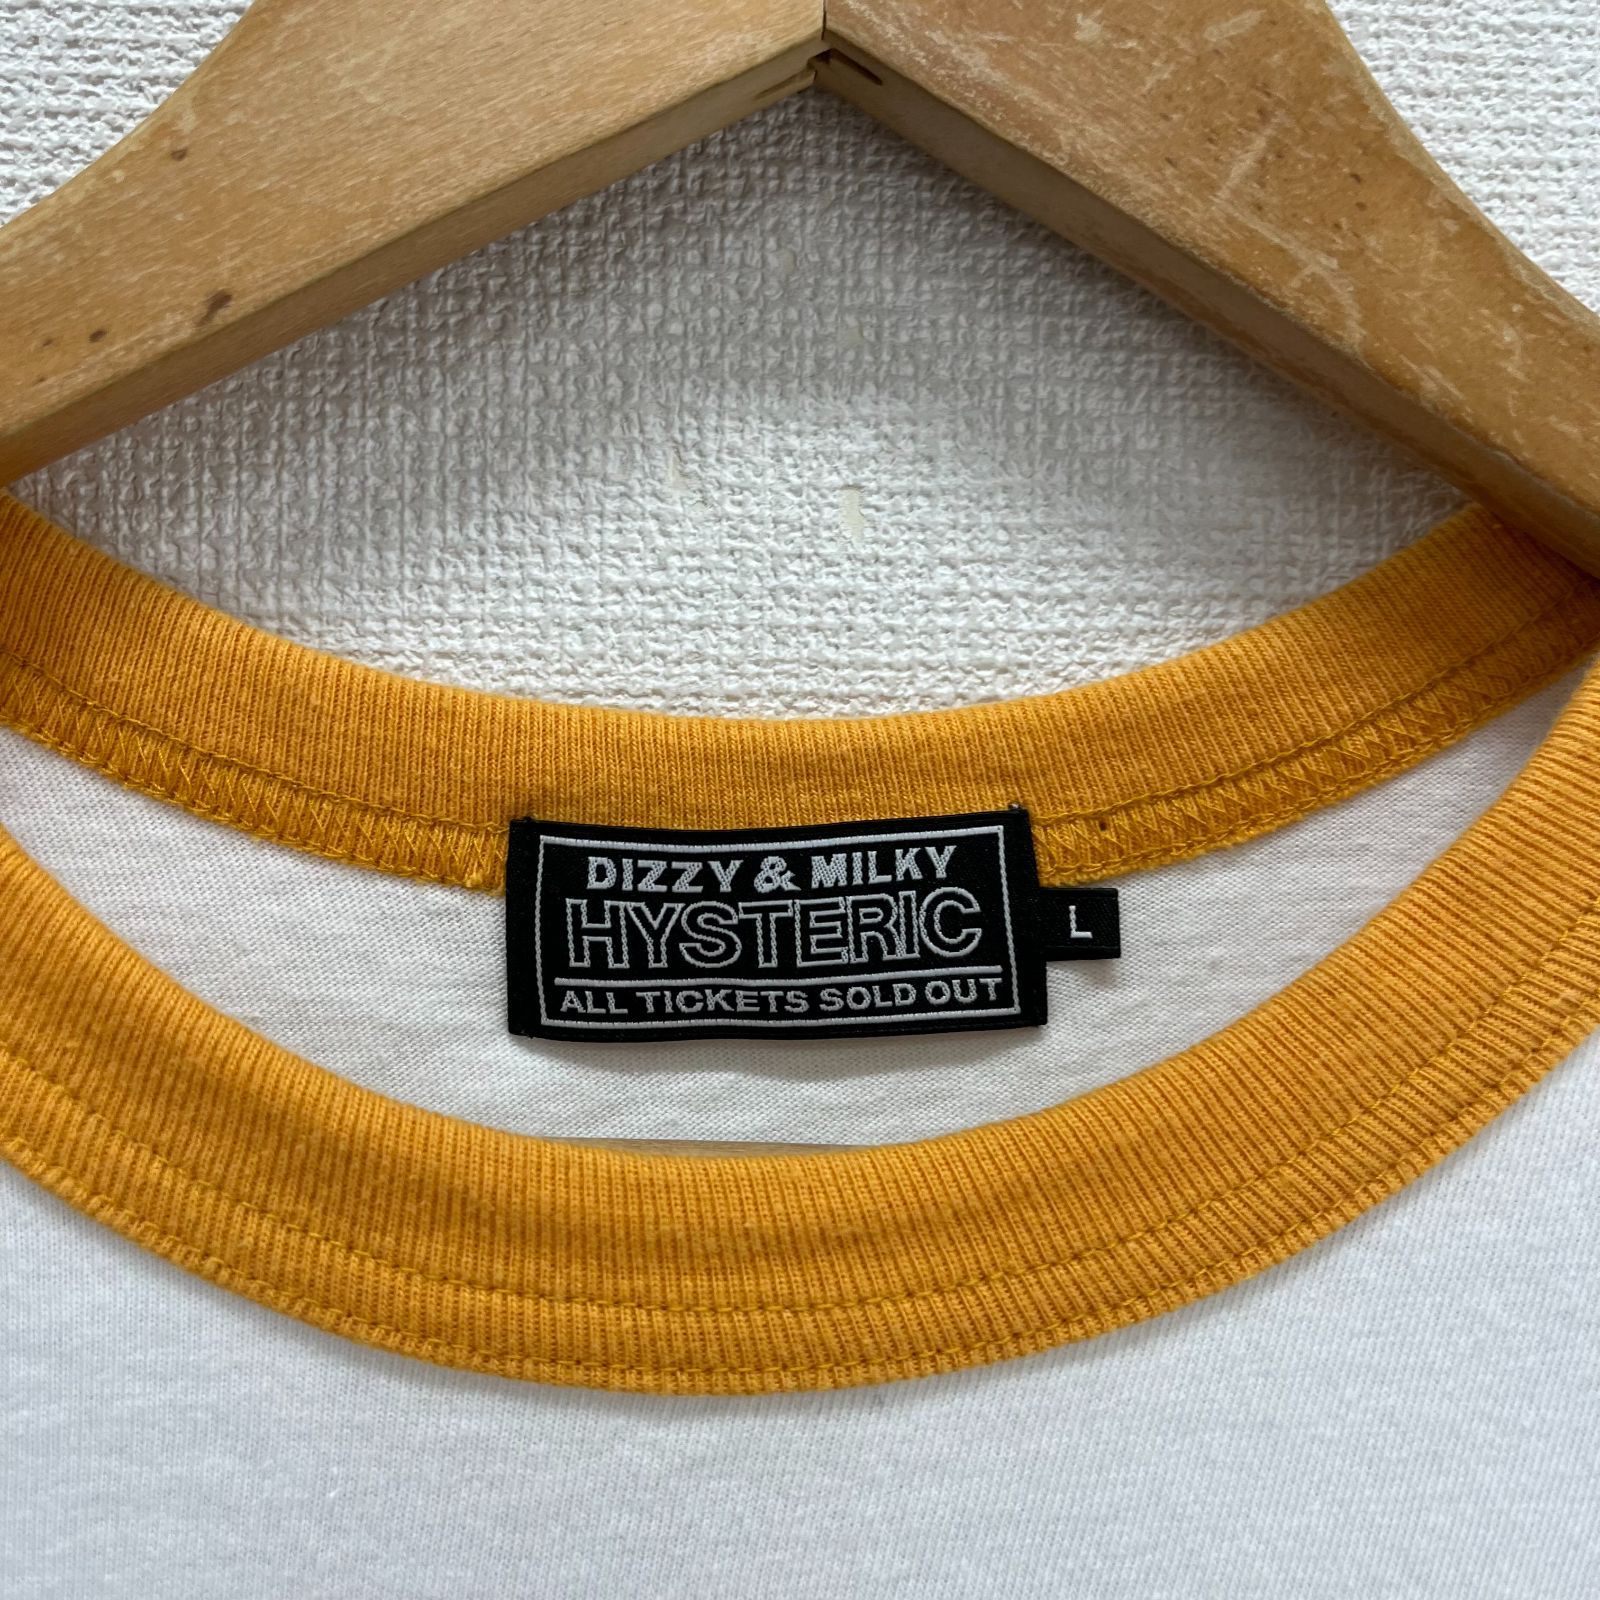 DIZZY & MILKY
HYSTERIC
ALL TICKETS SOLD OUT
L